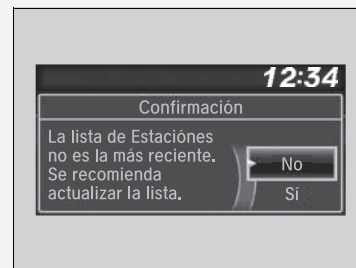 12:34
Confirmación
La lista de Estaciónes
no es la más reciente.
Se recomienda
actualizar la lista.
No
Sí